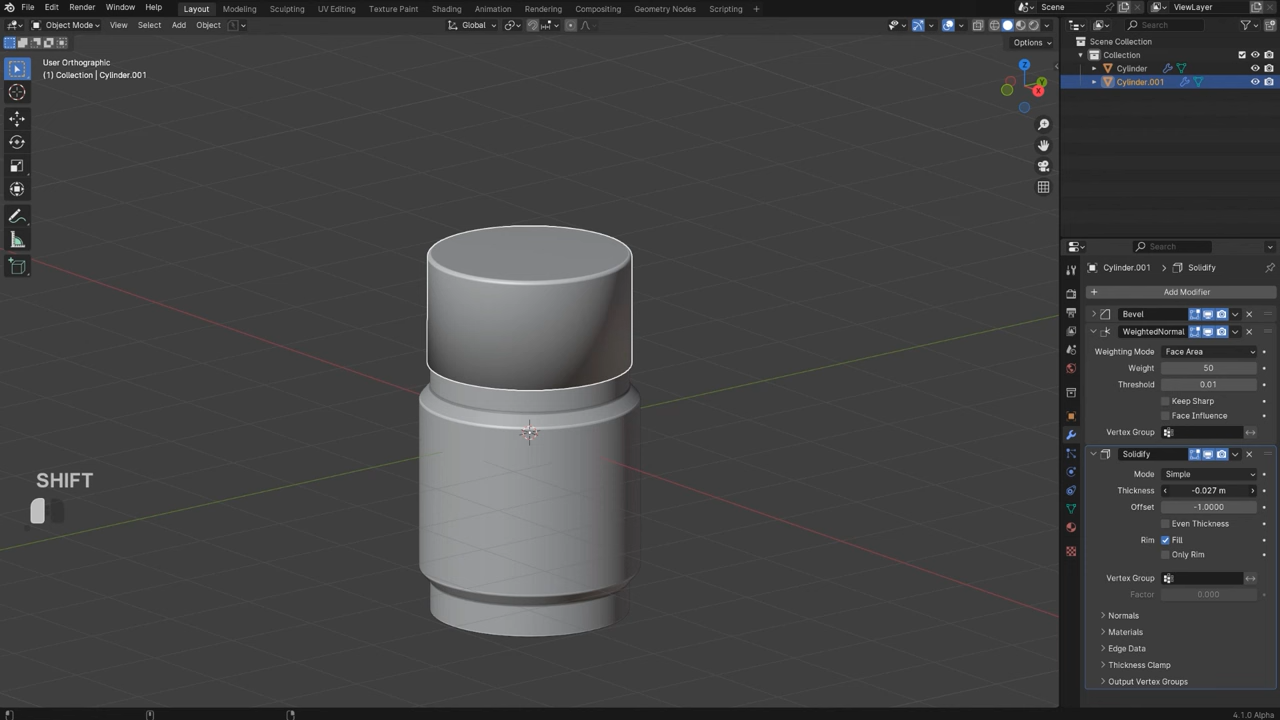 File Edit Render Window Help Layout Modeling Sculpting UV Editing Texture Paint Shading Animation Rendering Compositing Geometry Nodes Scripting + Scene ViewLayer
Object Mode View Select Add Object Global Search
Options
User Orthographic
(1) Collection | Cylinder.001
Z
Y
X
Scene Collection
Collection
Cylinder
Cylinder.001
Search
Cylinder.001 > Solidify
+ Add Modifier
Bevel
WeightedNormal
Weighting Mode Face Area
Weight 50
Threshold 0.01
Keep Sharp
Face Influence
Vertex Group
Solidify
Mode Simple
Thickness -0.027 m
Offset -1.0000
Even Thickness
Rim Fill
Only Rim
Vertex Group
Factor 0.000
Normals
Materials
Edge Data
Thickness Clamp
Output Vertex Groups
SHIFT
4.1.0 Alpha